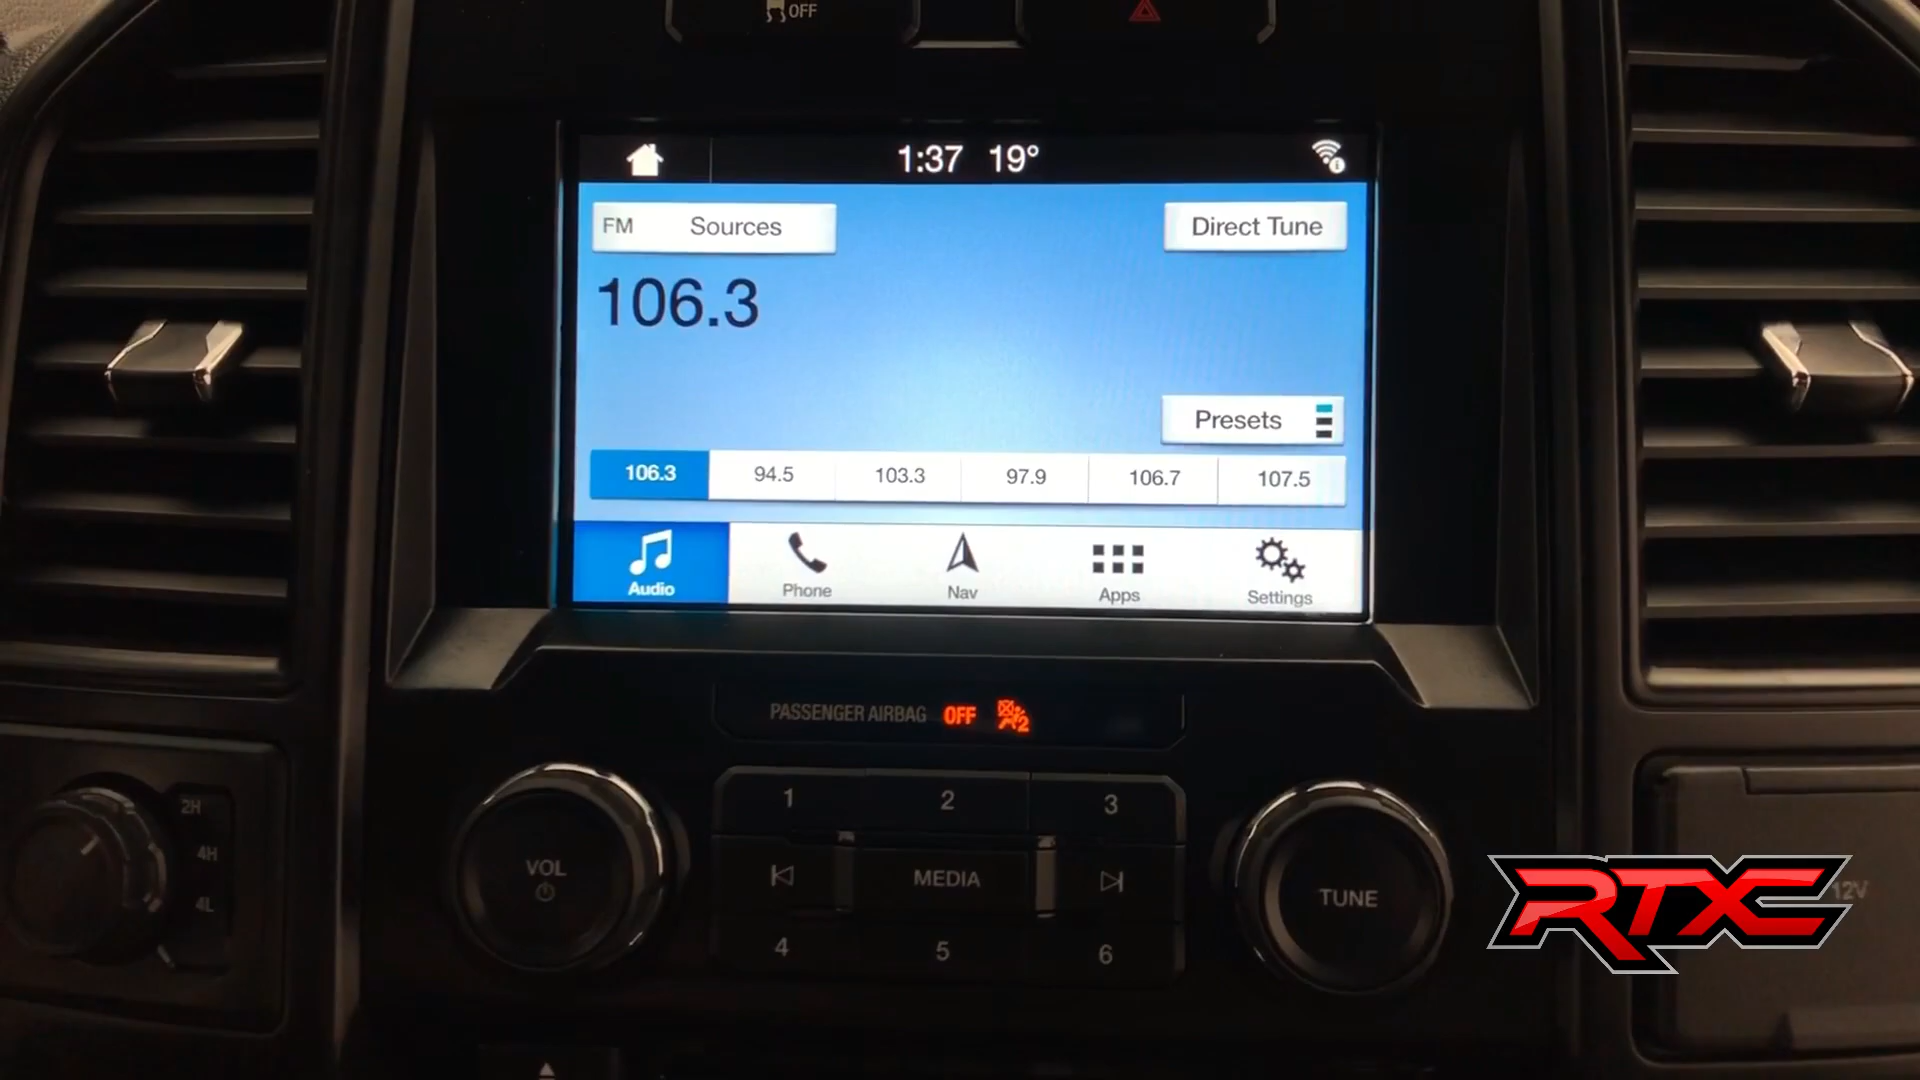 OFF
1:37 19°
FM Sources
Direct Tune
106.3
Presets
106.3 94.5 103.3 97.9 106.7 107.5
Audio Phone Nav Apps Settings
PASSENGER AIRBAG OFF 2
1 2 3
2H
4H
4L
VOL
MEDIA
TUNE
4 5 6
RTXC
12V